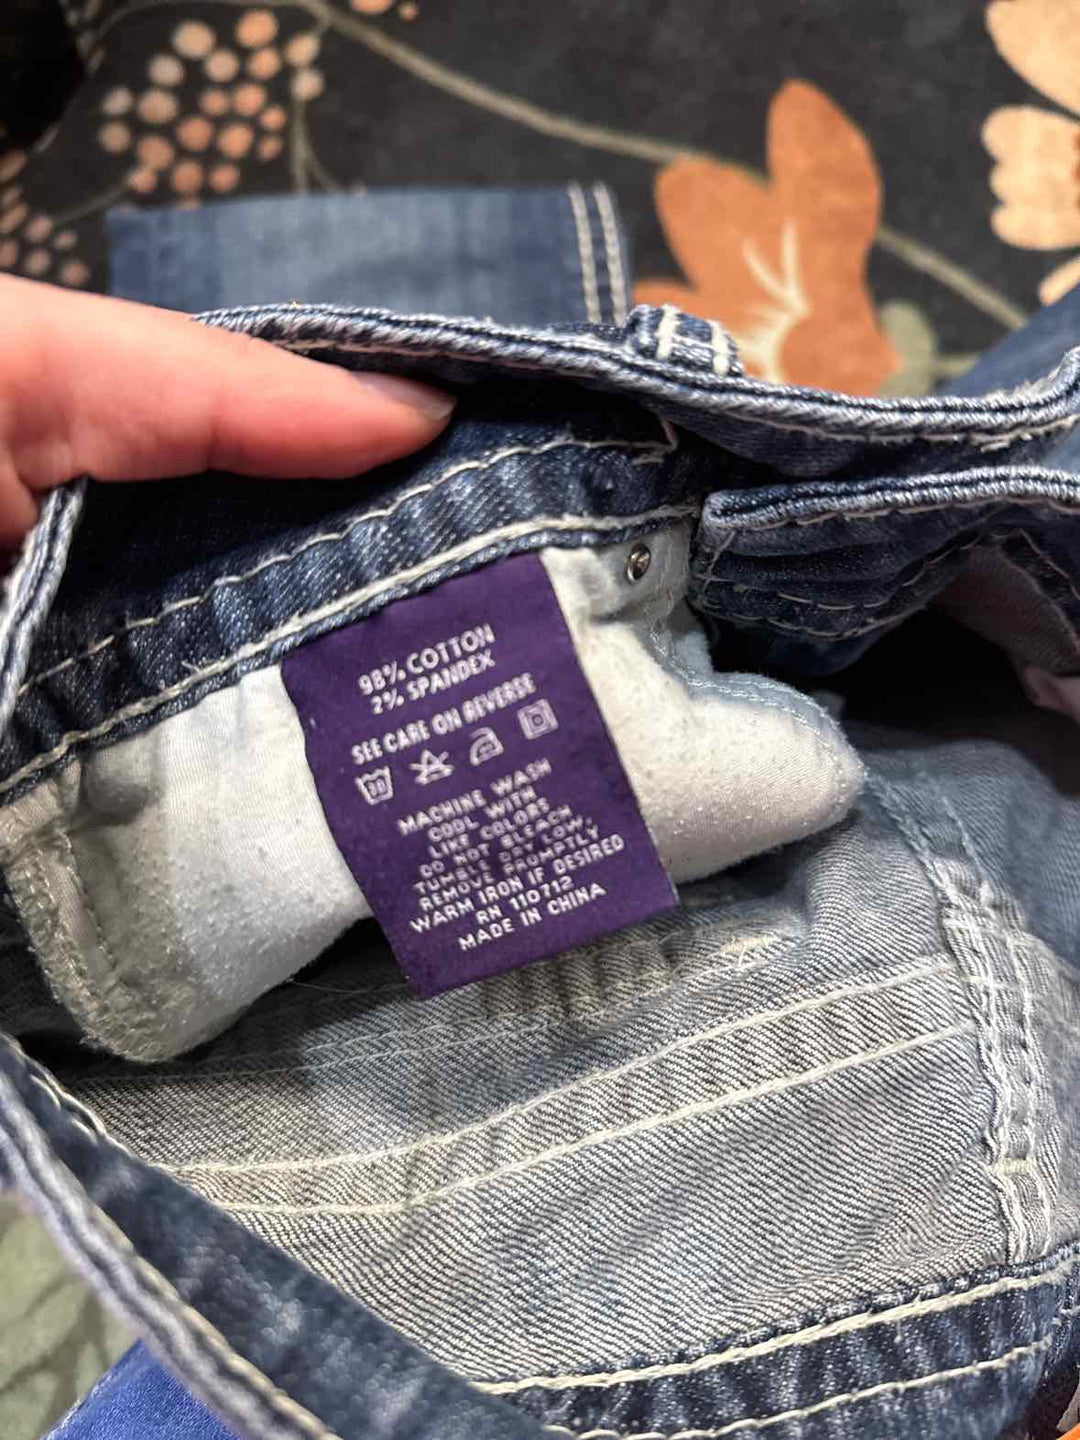 98% COTTON
2% SPANDEX
SEE CARE ON REVERSE
30
MACHINE WASH
COOL WITH
LIKE COLORS
DO NOT BLEACH
TUMBLE DRY LOW,
REMOVE PROMPTLY
WARM IRON IF DESIRED
RN 110712
MADE IN CHINA